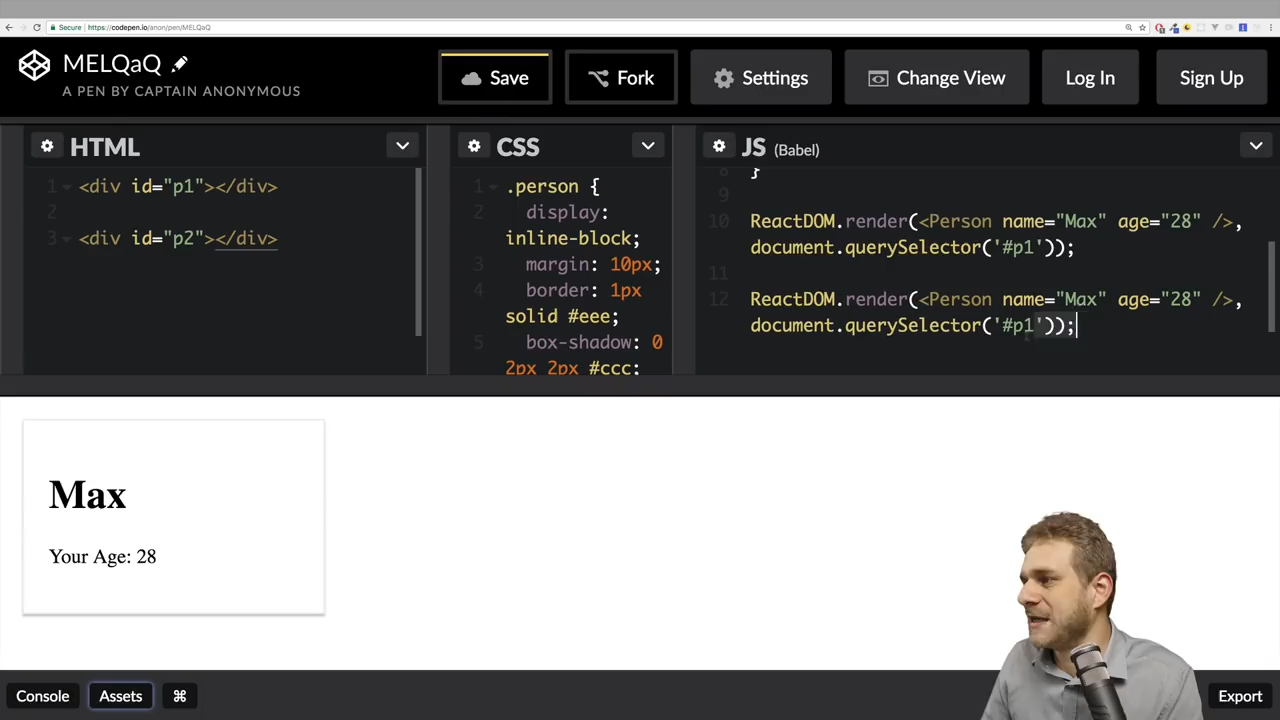 Secure https://codepen.io/anon/pen/MELQaQ
MELQaQ
A PEN BY CAPTAIN ANONYMOUS
Save
Fork
Settings
Change View
Log In
Sign Up
HTML
1 <div id="p1"></div>
2
3 <div id="p2"></div>
CSS
1 .person {
2 display:
inline-block;
3 margin: 10px;
4 border: 1px
solid #eee;
5 box-shadow: 0
2px 2px #ccc;
JS (Babel)
8 }
9
10 ReactDOM.render(<Person name="Max" age="28" />,
document.querySelector('#p1'));
11
12 ReactDOM.render(<Person name="Max" age="28" />,
document.querySelector('#p1'));
Max
Your Age: 28
Console
Assets
⌘
Export